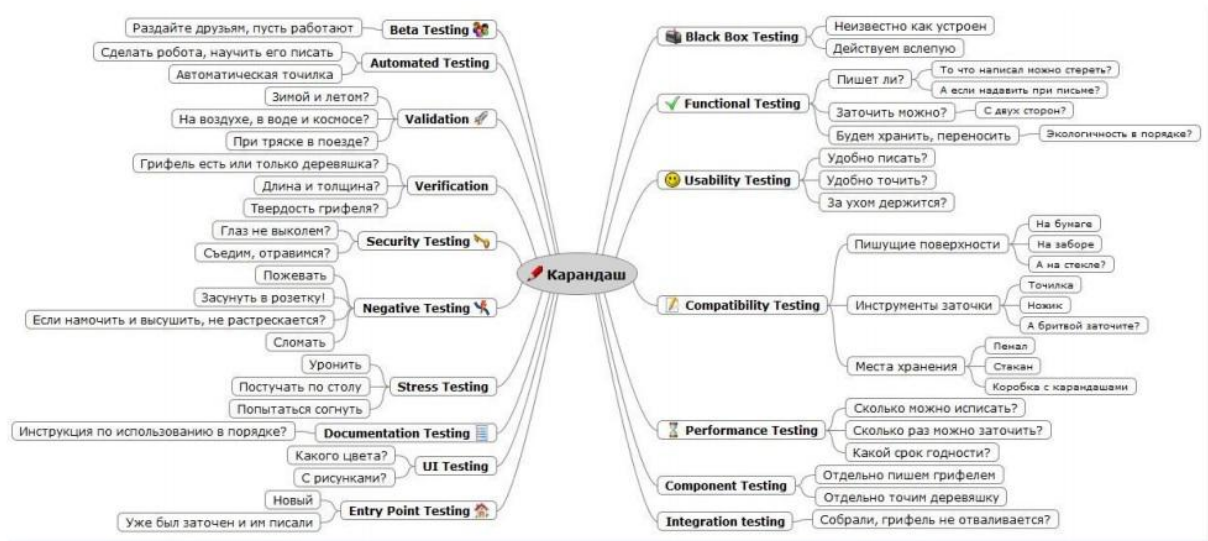 Карандаш
Beta Testing
Раздайте друзьям, пусть работают
Automated Testing
Сделать робота, научить его писать
Автоматическая точилка
Validation
Зимой и летом?
На воздухе, в воде и космосе?
При тряске в поезде?
Verification
Грифель есть или только деревяшка?
Длина и толщина?
Твердость грифеля?
Security Testing
Глаз не выколем?
Съедим, отравимся?
Negative Testing
Пожевать
Засунуть в розетку!
Если намочить и высушить, не растрескается?
Сломать
Stress Testing
Уронить
Постучать по столу
Попытаться согнуть
Documentation Testing
Инструкция по использованию в порядке?
UI Testing
Какого цвета?
С рисунками?
Entry Point Testing
Новый
Уже был заточен и им писали
Black Box Testing
Неизвестно как устроен
Действуем вслепую
Functional Testing
Пишет ли?
То что написал можно стереть?
А если надавить при письме?
Заточить можно?
С двух сторон?
Будем хранить, переносить
Экологичность в порядке?
Usability Testing
Удобно писать?
Удобно точить?
За ухом держится?
Compatibility Testing
Пишущие поверхности
На бумаге
На заборе
А на стекле?
Инструменты заточки
Точилка
Ножик
А бритвой заточите?
Места хранения
Пенал
Стакан
Коробка с карандашами
Performance Testing
Сколько можно исписать?
Сколько раз можно заточить?
Какой срок годности?
Component Testing
Отдельно пишем грифелем
Отдельно точим деревяшку
Integration testing
Собрали, грифель не отваливается?